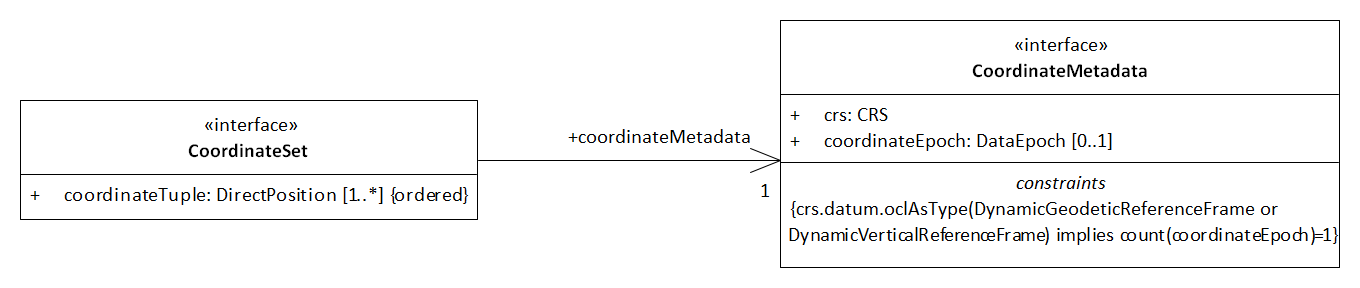 «interface»
CoordinateSet
+ coordinateTuple: DirectPosition [1..*] {ordered}
+coordinateMetadata
1
«interface»
CoordinateMetadata
+ crs: CRS
+ coordinateEpoch: DataEpoch [0..1]
constraints
{crs.datum.oclAsType(DynamicGeodeticReferenceFrame or
DynamicVerticalReferenceFrame) implies count(coordinateEpoch)=1}